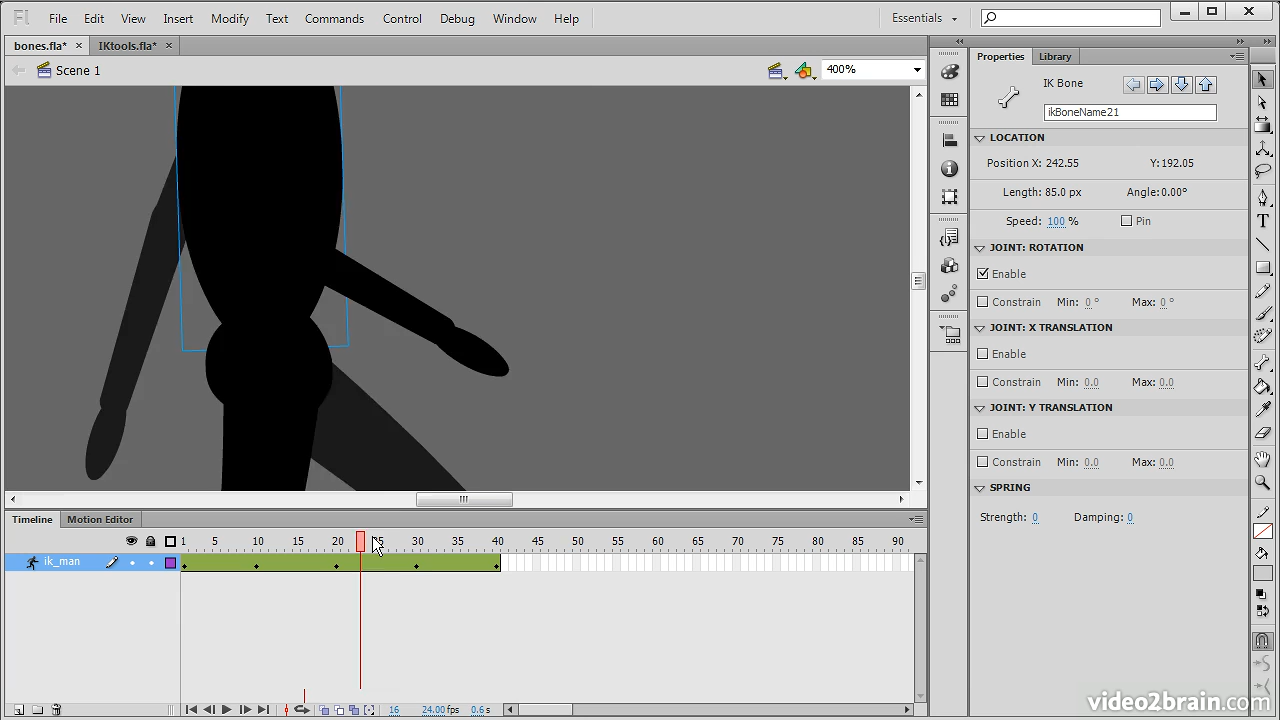 Fl File Edit View Insert Modify Text Commands Control Debug Window Help Essentials
bones.fla* × IKtools.fla* ×
Scene 1 400%
Properties Library
IK Bone
ikBoneName21
LOCATION
Position X: 242.55 Y: 192.05
Length: 85.0 px Angle: 0.00°
Speed: 100 % Pin
JOINT: ROTATION
Enable
Constrain Min: 0 ° Max: 0 °
JOINT: X TRANSLATION
Enable
Constrain Min: 0.0 Max: 0.0
JOINT: Y TRANSLATION
Enable
Constrain Min: 0.0 Max: 0.0
SPRING
Strength: 0 Damping: 0
Timeline Motion Editor
1 5 10 15 20 25 30 35 40 45 50 55 60 65 70 75 80 85 90
ik_man
16 24.00 fps 0.6 s
video2brain.com